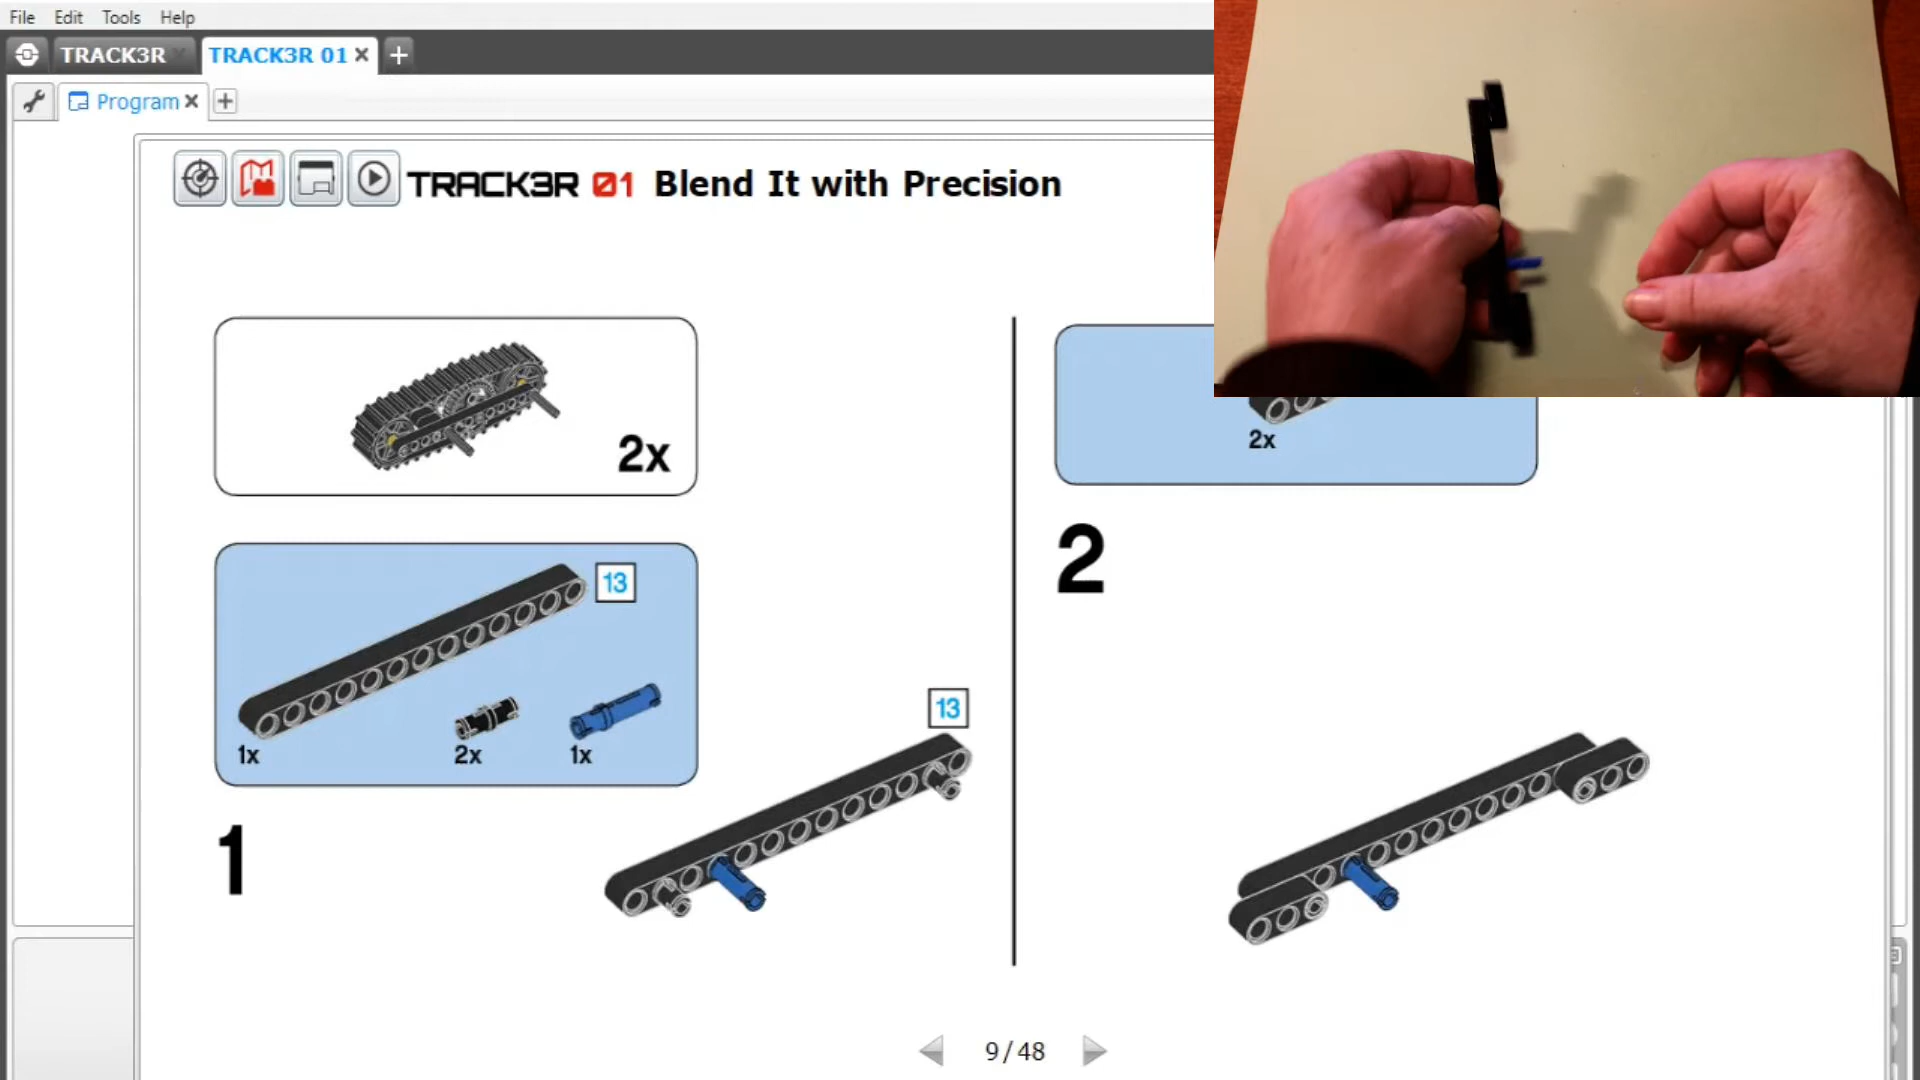 File Edit Tools Help
TRACK3R TRACK3R 01
Program
TRACK3R 01 Blend It with Precision
2x
13
1x 2x 1x
13
1
2x
2
9/48